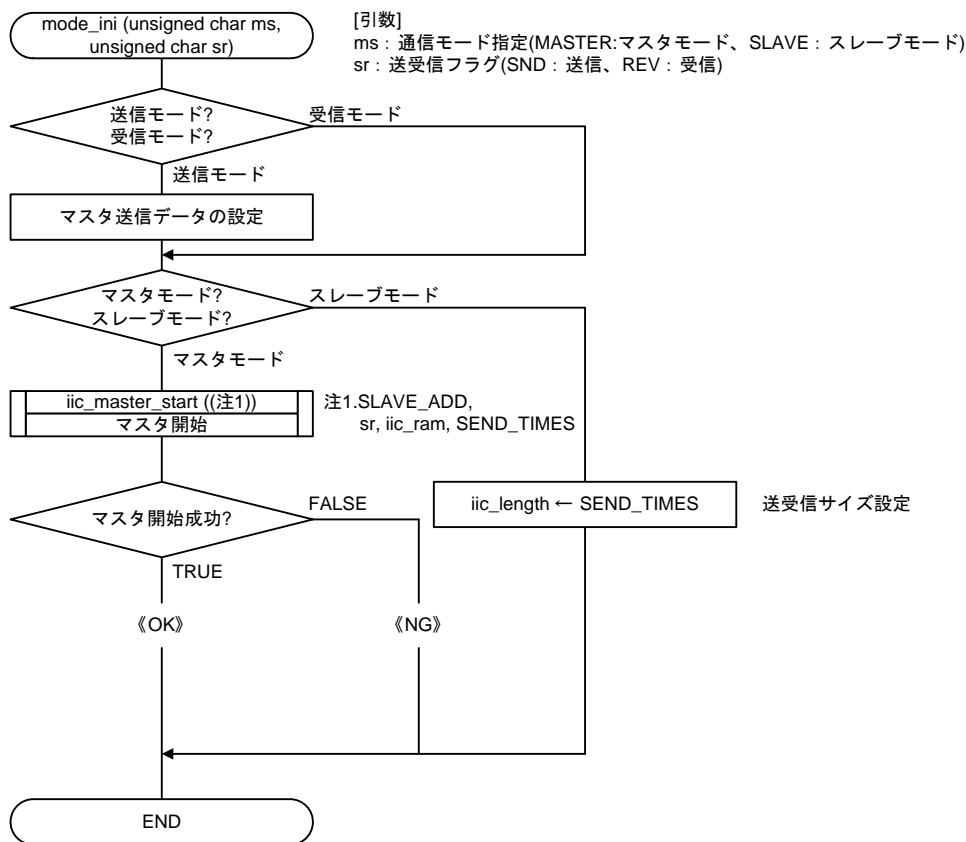 mode_ini (unsigned char ms,
unsigned char sr)
[引数]
ms：通信モード指定(MASTER:マスタモード、SLAVE：スレーブモード)
sr：送受信フラグ(SND：送信、REV：受信)
送信モード?
受信モード?
受信モード
送信モード
マスタ送信データの設定
マスタモード?
スレーブモード?
スレーブモード
マスタモード
iic_master_start ((注1))
マスタ開始
注1.SLAVE_ADD,
sr, iic_ram, SEND_TIMES
マスタ開始成功?
FALSE
TRUE
iic_length ← SEND_TIMES
送受信サイズ設定
《OK》
《NG》
END